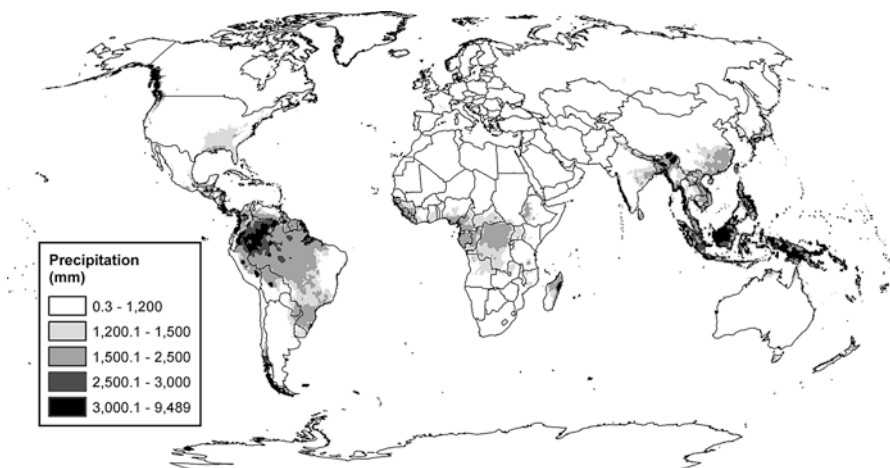 Precipitation
(mm)
0.3 - 1,200
1,200.1 - 1,500
1,500.1 - 2,500
2,500.1 - 3,000
3,000.1 - 9,489